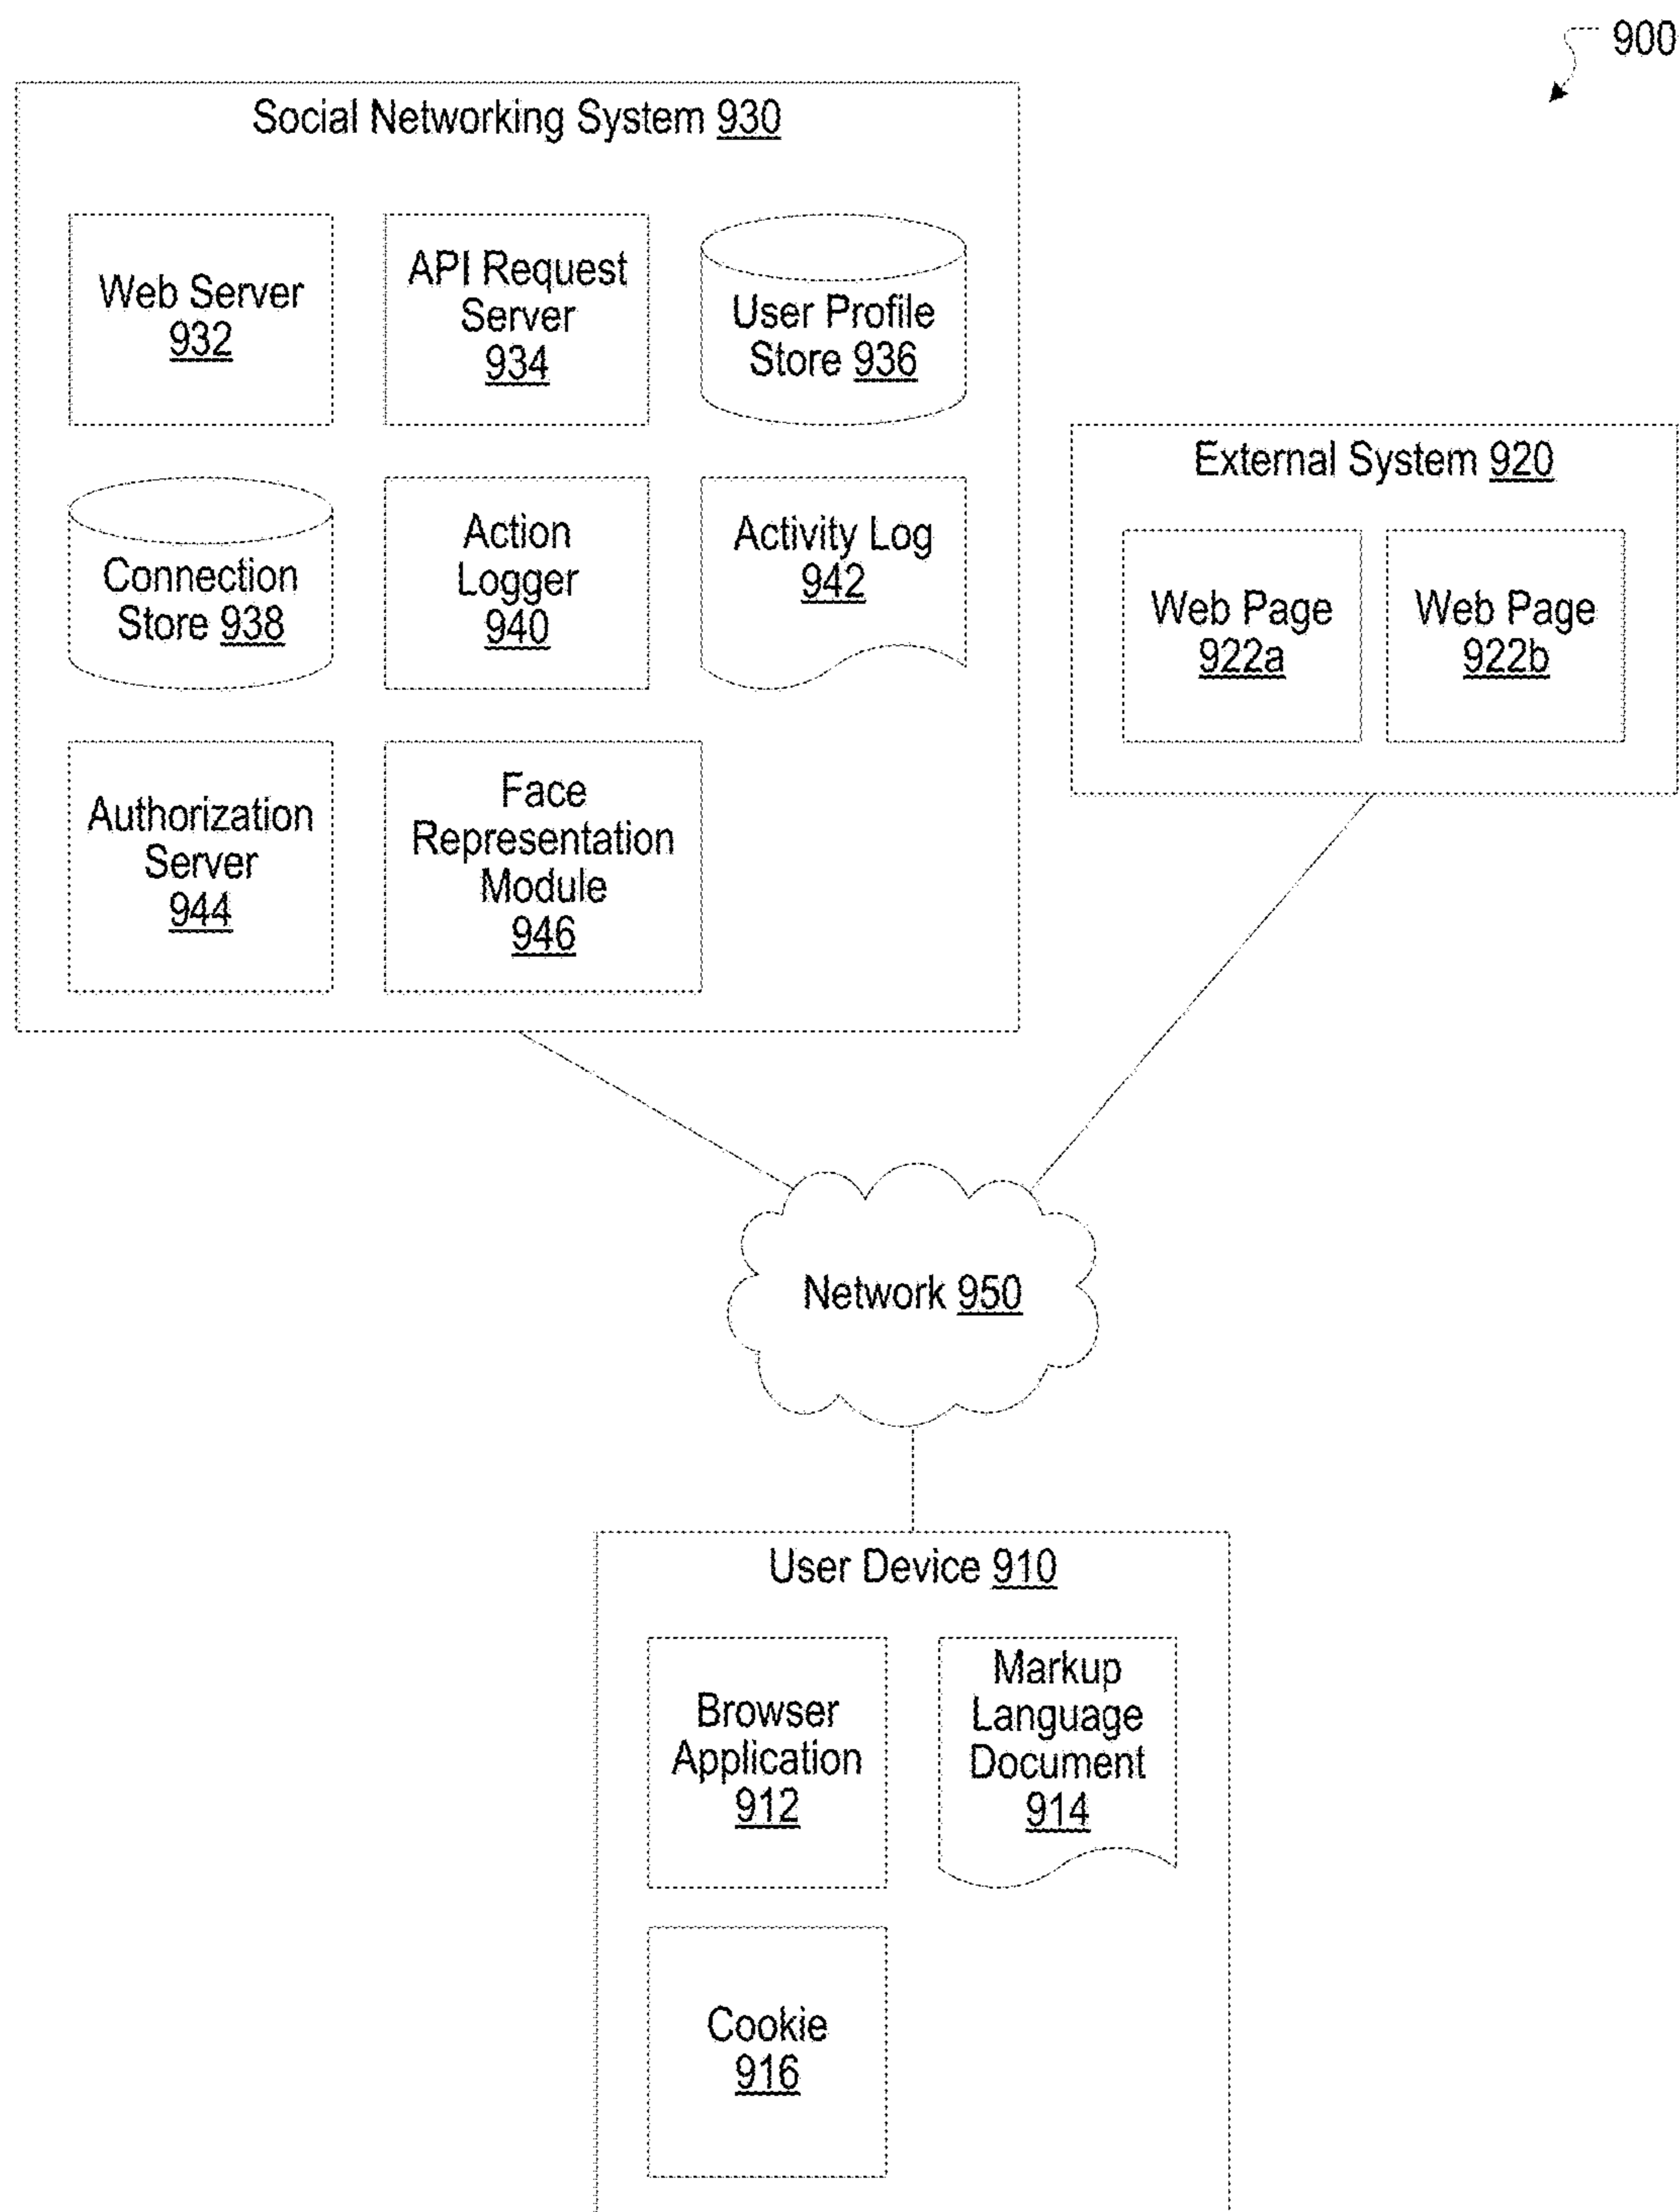 900
Social Networking System 930
Web Server
932
API Request
Server
934
User Profile
Store 936
Connection
Store 938
Action
Logger
940
Activity Log
942
Authorization
Server
944
Face
Representation
Module
946
External System 920
Web Page
922a
Web Page
922b
Network 950
User Device 910
Browser
Application
912
Markup
Language
Document
914
Cookie
916